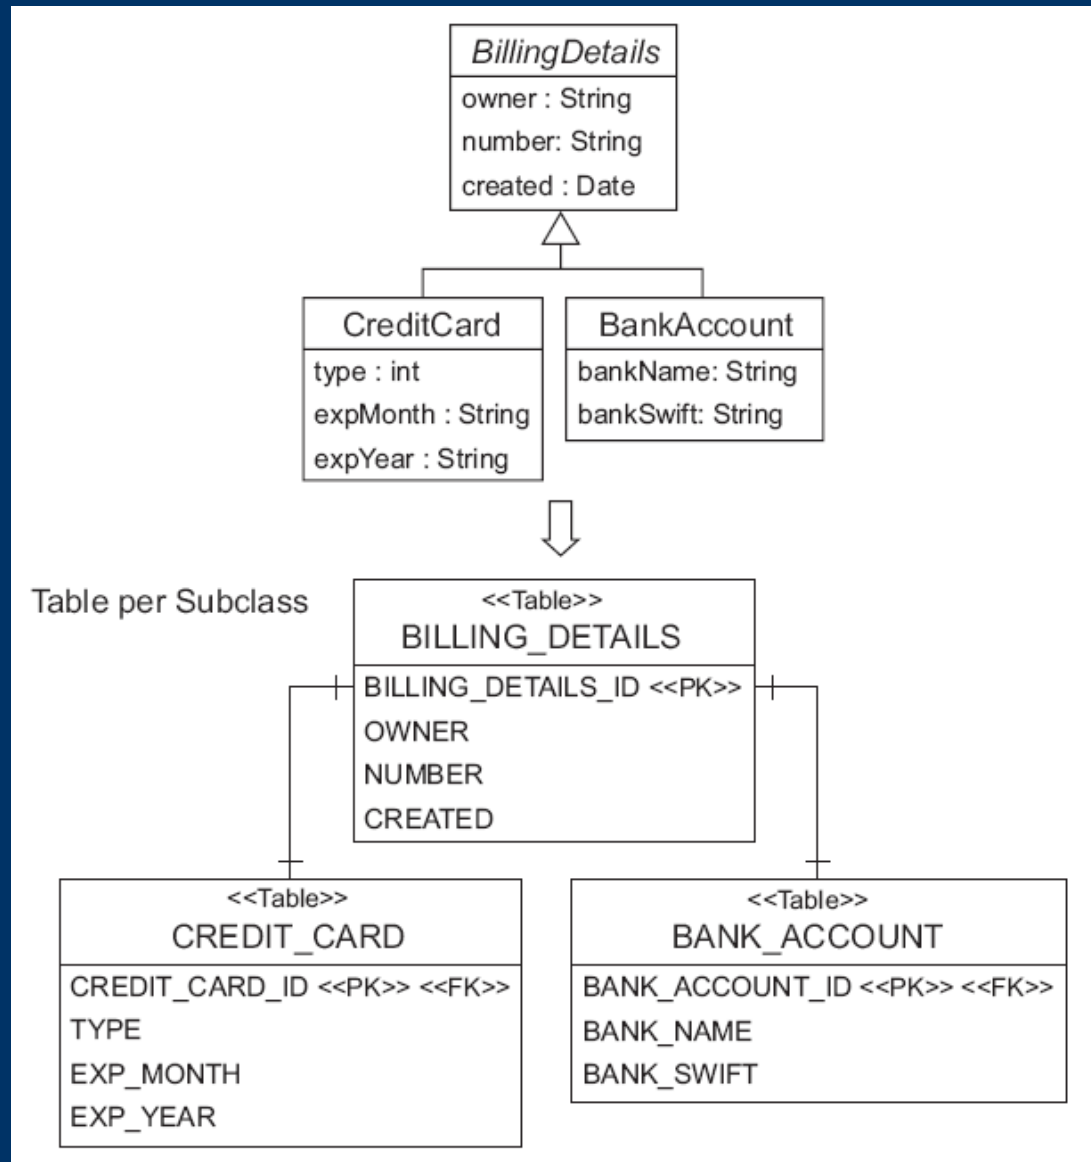 BillingDetails
owner : String
number: String
created : Date
CreditCard
type : int
expMonth : String
expYear : String
BankAccount
bankName: String
bankSwift: String
Table per Subclass
<<Table>>
BILLING_DETAILS
BILLING_DETAILS_ID <<PK>>
OWNER
NUMBER
CREATED
<<Table>>
CREDIT_CARD
CREDIT_CARD_ID <<PK>> <<FK>>
TYPE
EXP_MONTH
EXP_YEAR
<<Table>>
BANK_ACCOUNT
BANK_ACCOUNT_ID <<PK>> <<FK>>
BANK_NAME
BANK_SWIFT